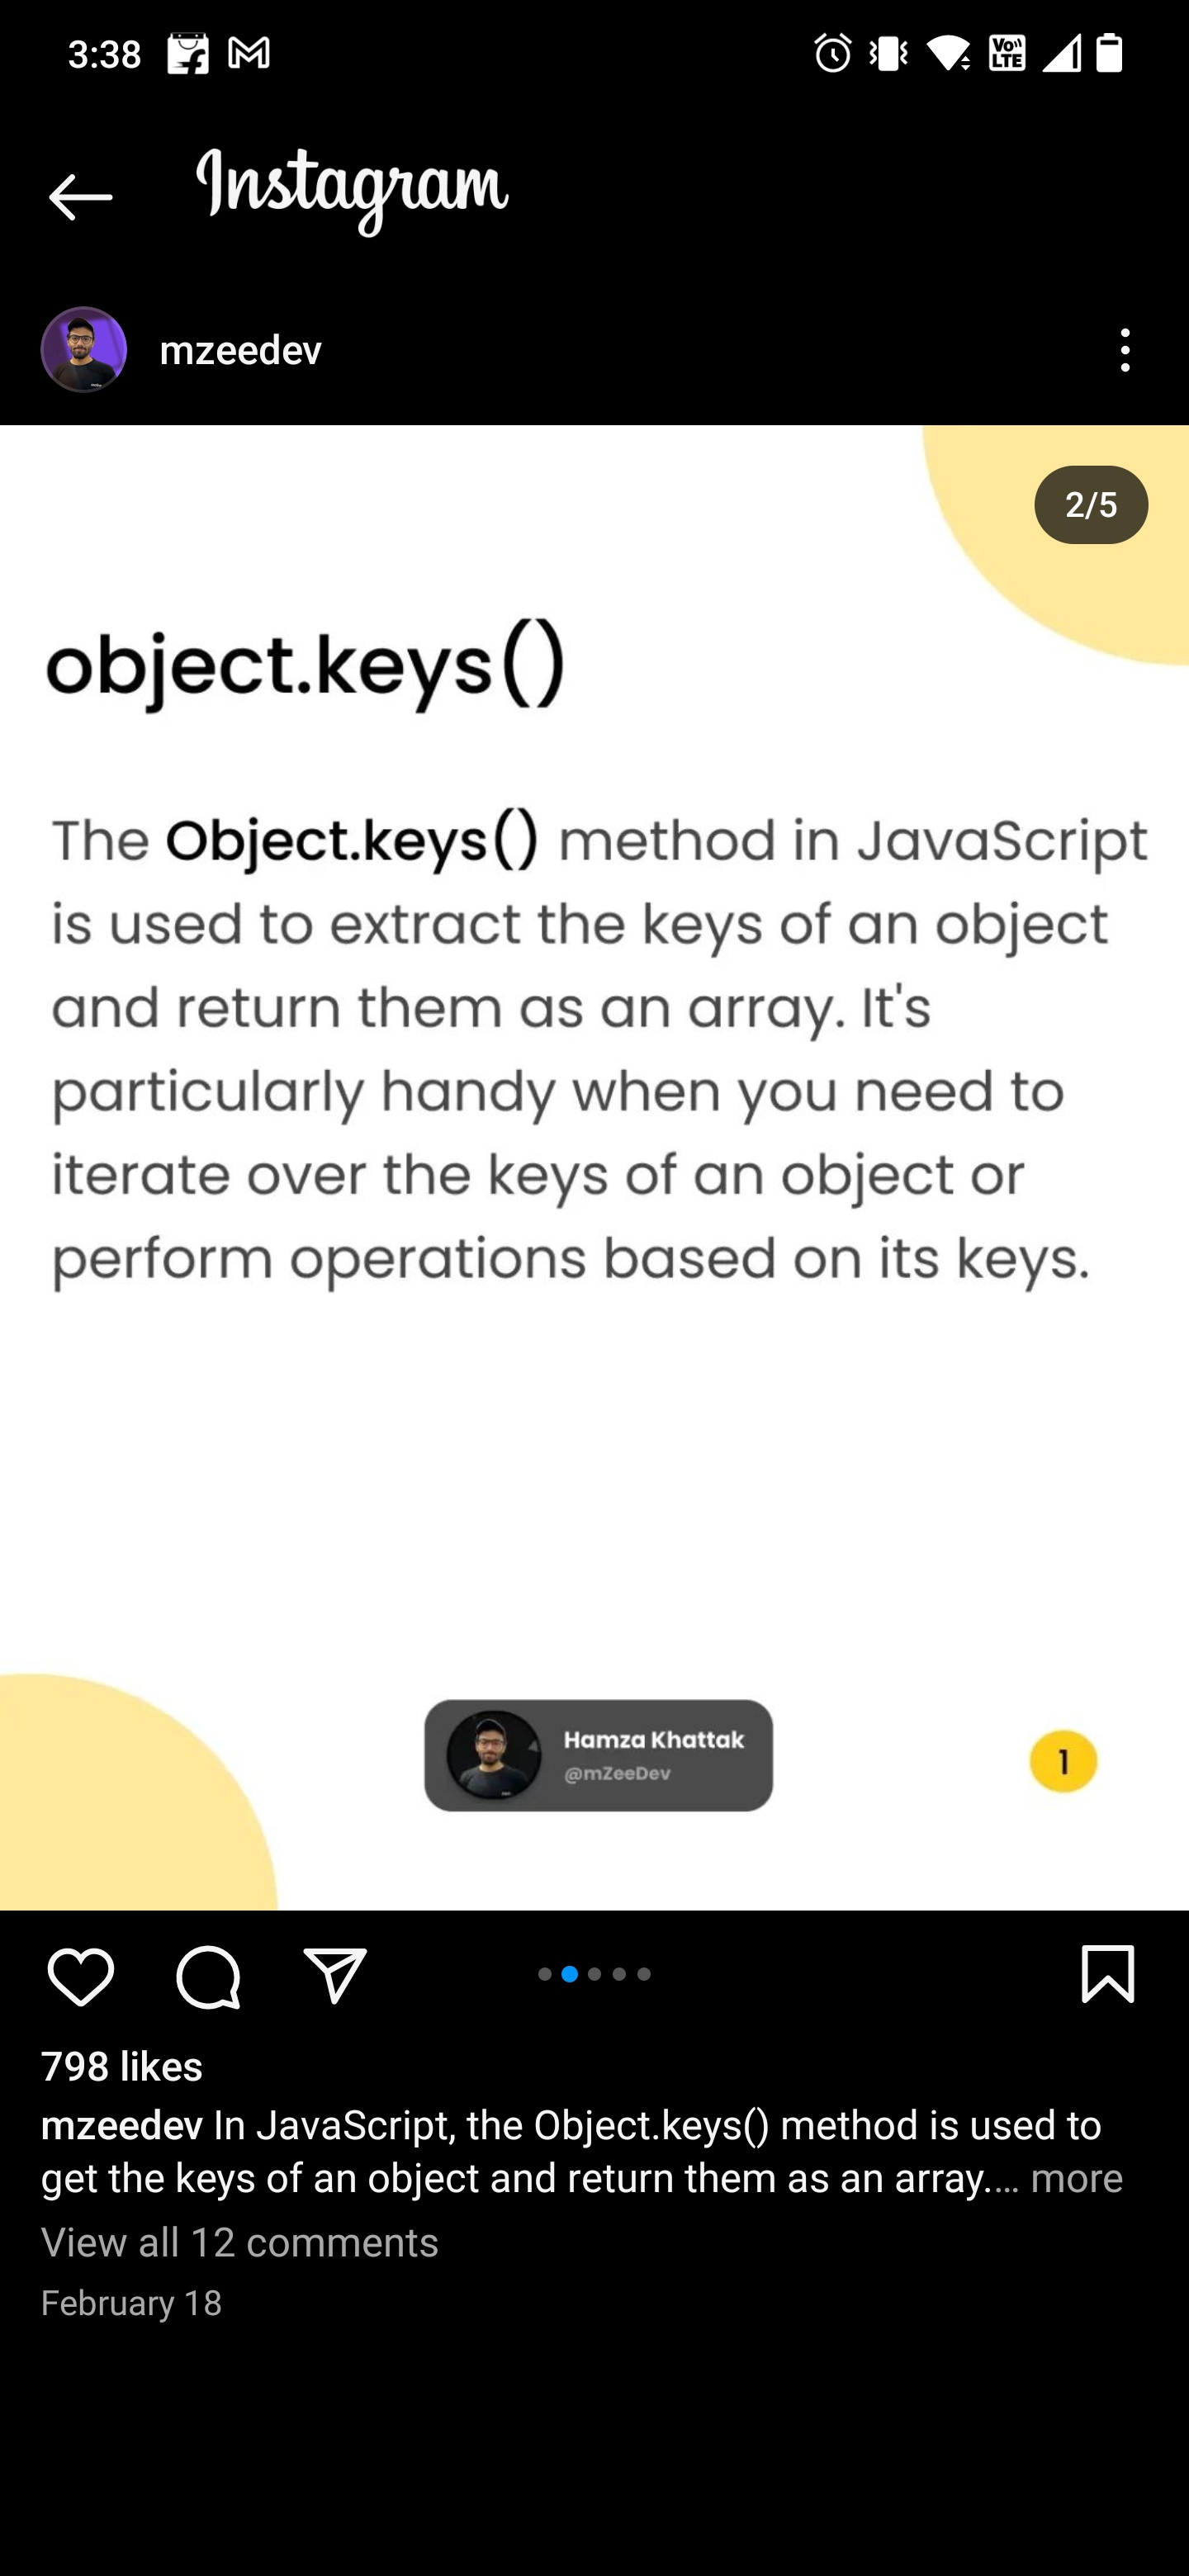 3:38
Vo)) LTE
Instagram
mzeedev
2/5
object.keys()
The Object.keys() method in JavaScript
is used to extract the keys of an object
and return them as an array. It's
particularly handy when you need to
iterate over the keys of an object or
perform operations based on its keys.
Hamza Khattak
@mZeeDev
1
798 likes
mzeedev In JavaScript, the Object.keys() method is used to
get the keys of an object and return them as an array.... more
View all 12 comments
February 18